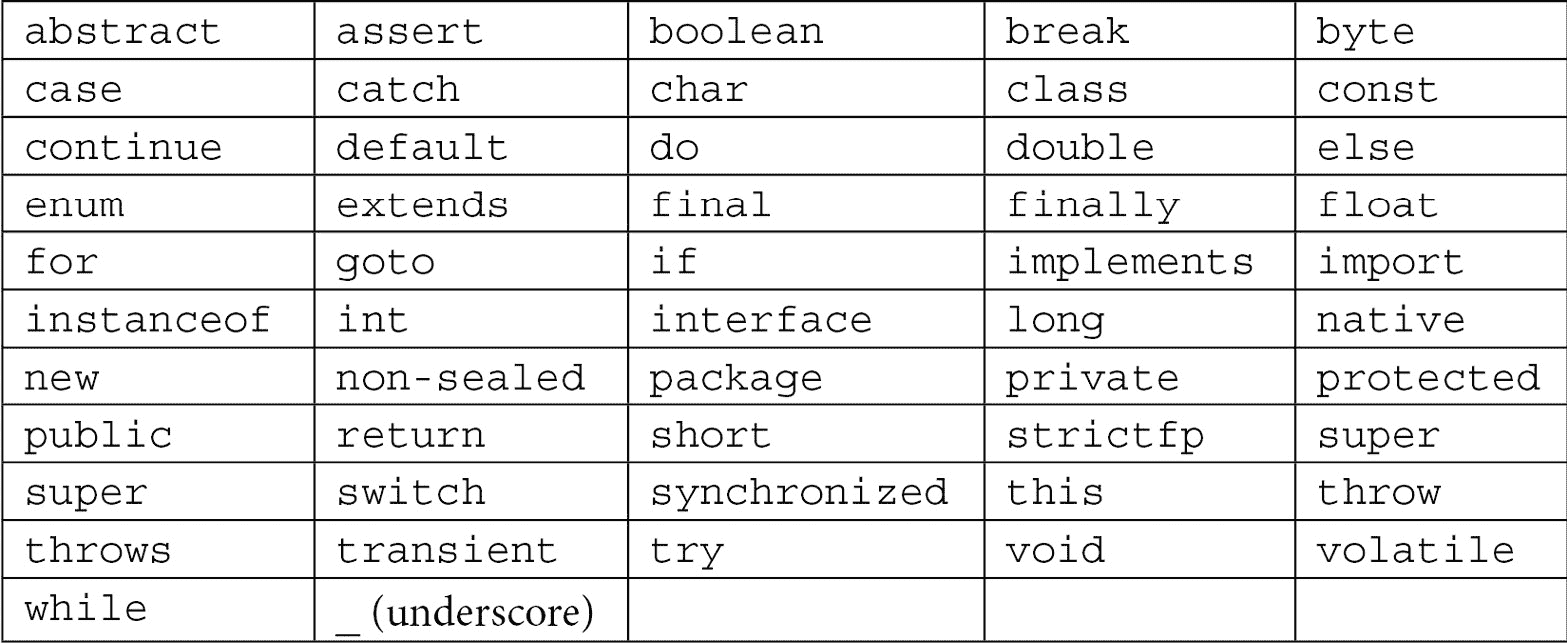 abstract assert boolean break byte
case catch char class const
continue default do double else
enum extends final finally float
for goto if implements import
instanceof int interface long native
new non-sealed package private protected
public return short strictfp super
super switch synchronized this throw
throws transient try void volatile
while _ (underscore)